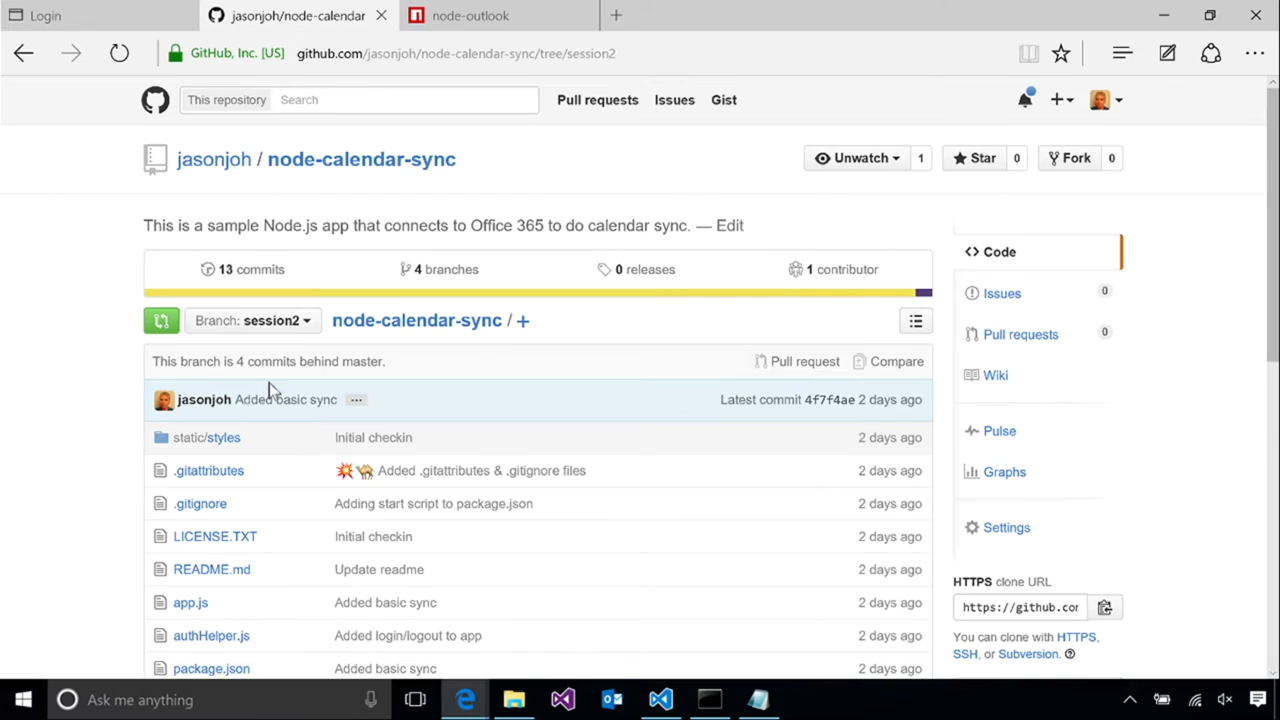 Login
jasonjoh/node-calendar
node-outlook
GitHub, Inc. [US]
github.com/jasonjoh/node-calendar-sync/tree/session2
This repository
Search
Pull requests
Issues
Gist
jasonjoh / node-calendar-sync
Unwatch
1
Star
0
Fork
0
This is a sample Node.js app that connects to Office 365 to do calendar sync. — Edit
13 commits
4 branches
0 releases
1 contributor
Branch: session2
node-calendar-sync / +
This branch is 4 commits behind master.
Pull request
Compare
jasonjoh Added basic sync ...
Latest commit 4f7f4ae 2 days ago
static/styles
Initial checkin
2 days ago
.gitattributes
💥🐫 Added .gitattributes & .gitignore files
2 days ago
.gitignore
Adding start script to package.json
2 days ago
LICENSE.TXT
Initial checkin
2 days ago
README.md
Update readme
2 days ago
app.js
Added basic sync
2 days ago
authHelper.js
Added login/logout to app
2 days ago
package.json
Added basic sync
2 days ago
Code
Issues
0
Pull requests
0
Wiki
Pulse
Graphs
Settings
HTTPS clone URL
https://github.cor
You can clone with HTTPS,
SSH, or Subversion.
Ask me anything